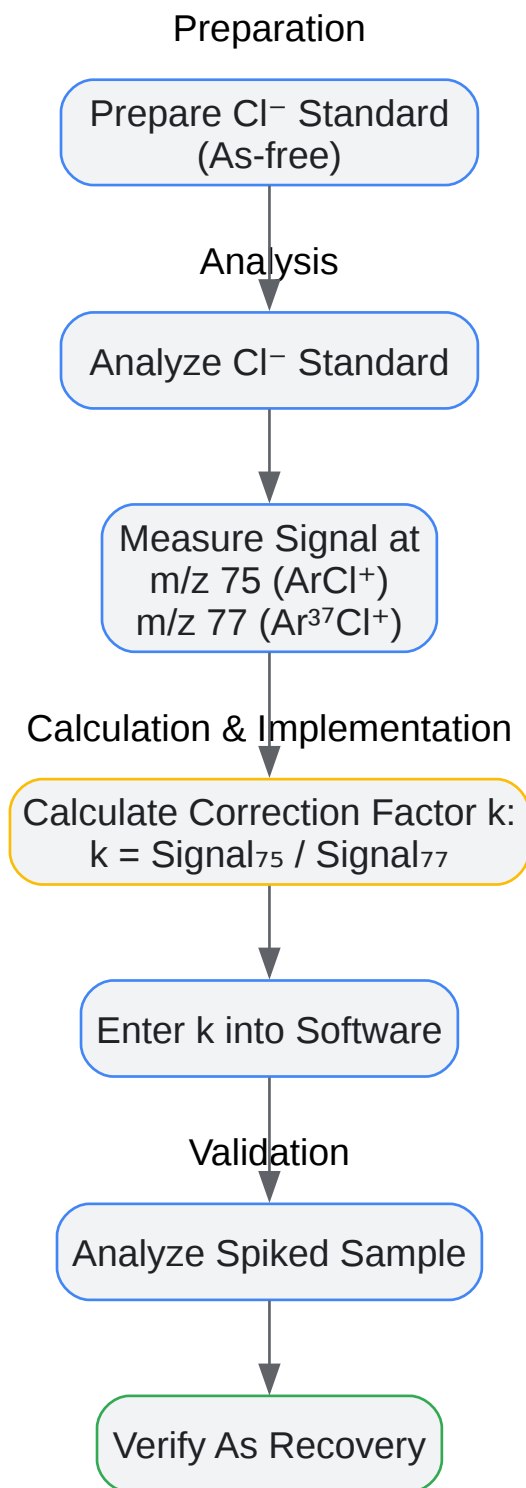 Preparation
Prepare Cl⁻ Standard
(As-free)
Analysis
Analyze Cl⁻ Standard
Measure Signal at
m/z 75 (ArCl⁺)
m/z 77 (Ar³⁷Cl⁺)
Calculation & Implementation
Calculate Correction Factor k:
k = Signal₇₅ / Signal₇₇
Enter k into Software
Validation
Analyze Spiked Sample
Verify As Recovery